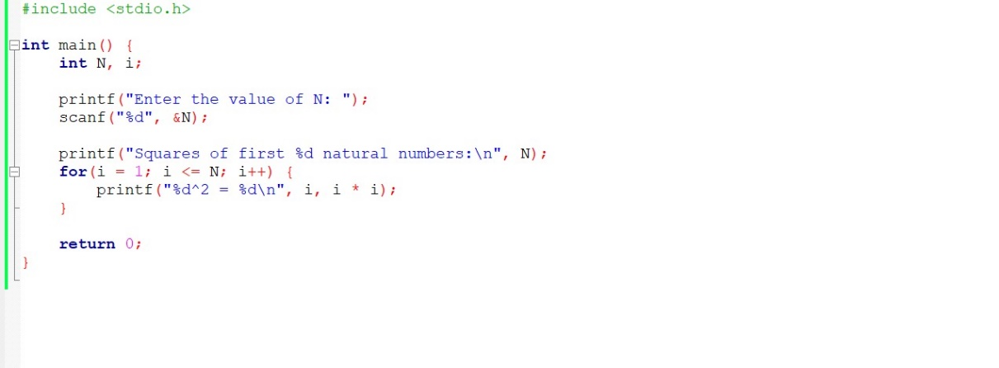 #include <stdio.h>
int main() {
    int N, i;
    printf("Enter the value of N: ");
    scanf("%d", &N);
    printf("Squares of first %d natural numbers:\n", N);
    for(i = 1; i <= N; i++) {
        printf("%d^2 = %d\n", i, i * i);
    }
    return 0;
}